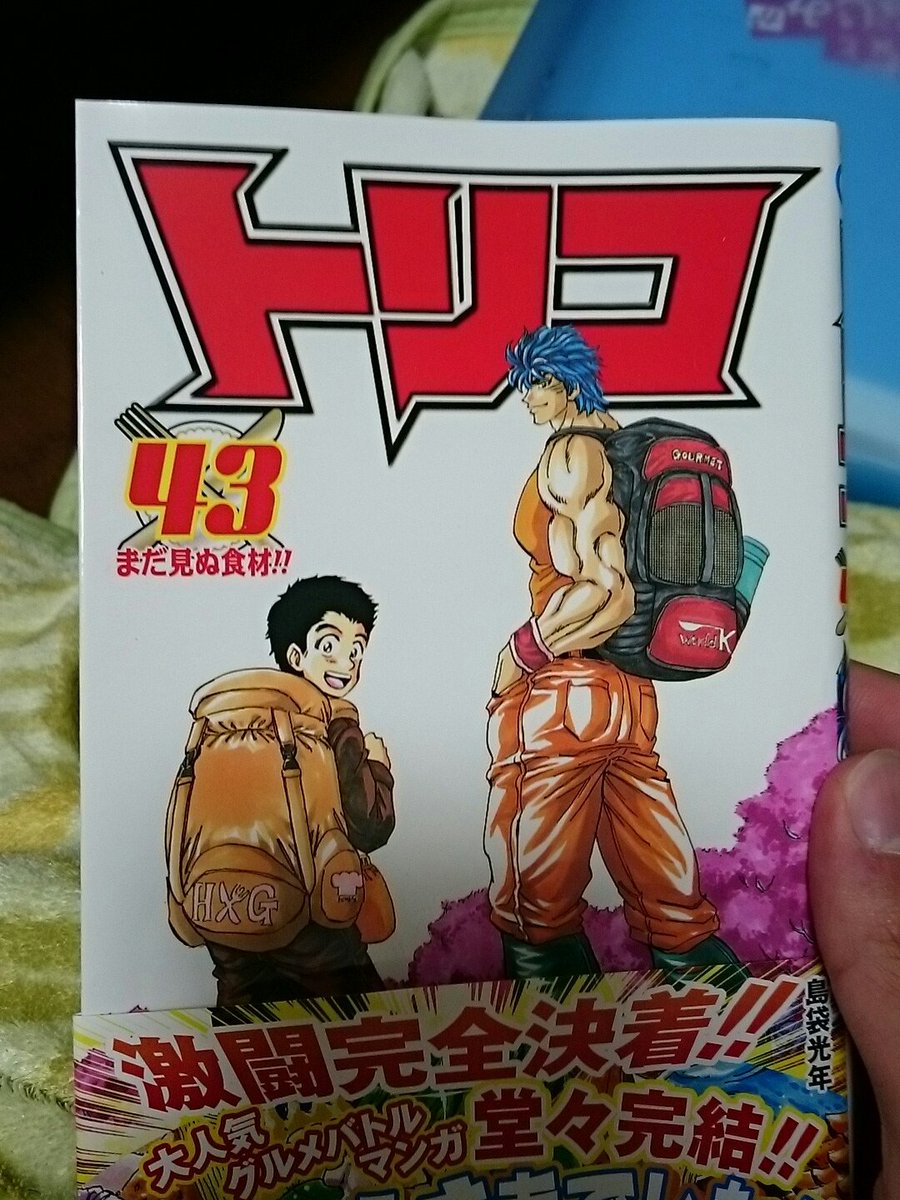 トリコ
43
まだ見ぬ食材!!
GOURMET
World K
HXG
島袋光年
激闘完全決着!!
大人気
グルメバトル
マンガ
堂々完結!!